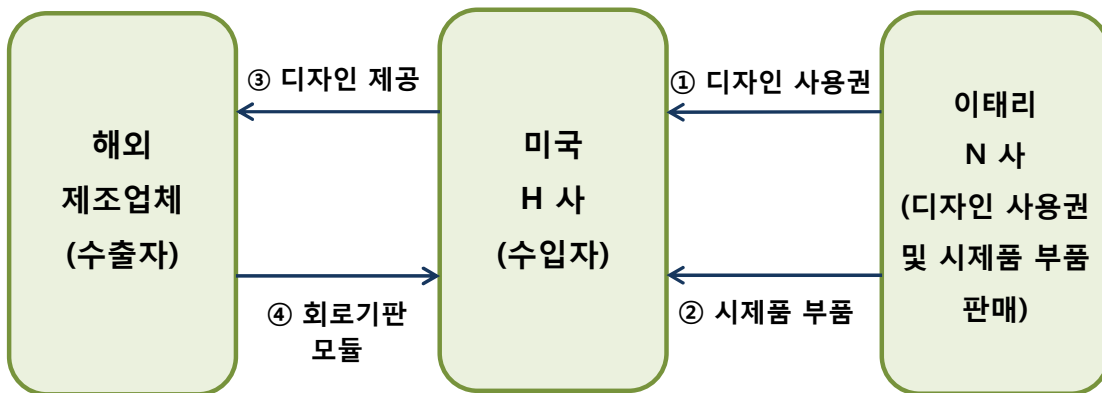 해외
제조업체
(수출자)
③ 디자인 제공
④ 회로기판
모듈
미국
H 사
(수입자)
① 디자인 사용권
② 시제품 부품
이태리
N 사
(디자인 사용권
및 시제품 부품
판매)